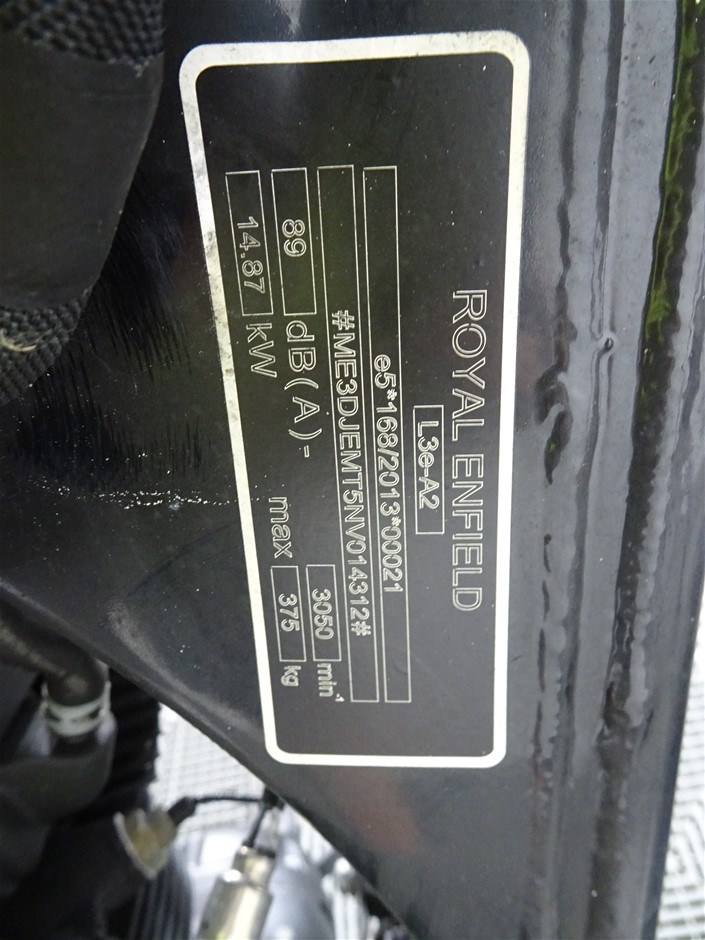 ROYAL ENFIELD
L3e-A2
e5*168/2013*00021
#ME3DJEMT5NV014312#
89 dB(A)- 3050 min-1
14.87 kW max 375 kg